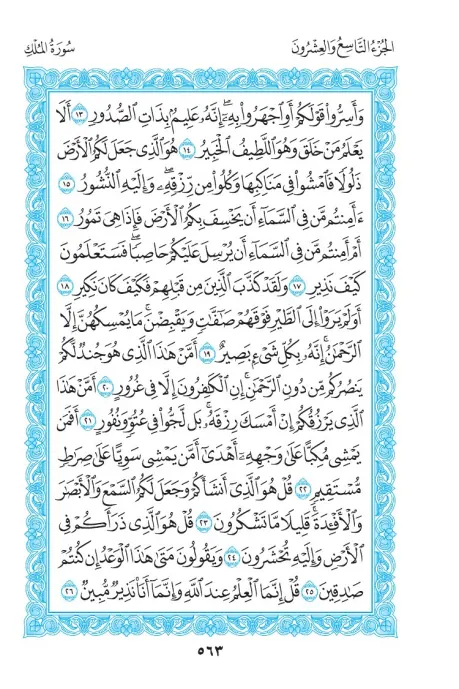 الجُزْءُ التَّاسِعُ وَالعِشْرُونَ
سُورَةُ المُلْكِ
وَأَسِرُّوا۟ قَوْلَكُمْ أَوِ ٱجْهَرُوا۟ بِهِۦٓ ۖ إِنَّهُۥ عَلِيمٌۢ بِذَاتِ ٱلصُّدُورِ ١٣ أَلَا
يَعْلَمُ مَنْ خَلَقَ وَهُوَ ٱللَّطِيفُ ٱلْخَبِيرُ ١٤ هُوَ ٱلَّذِى جَعَلَ لَكُمُ ٱلْأَرْضَ
ذَلُولًا فَٱمْشُوا۟ فِى مَنَاكِبِهَا وَكُلُوا۟ مِن رِّزْقِهِۦ ۖ وَإِلَيْهِ ٱلنُّشُورُ ١٥
ءَأَمِنتُم مَّن فِى ٱلسَّمَآءِ أَن يَخْسِفَ بِكُمُ ٱلْأَرْضَ فَإِذَا هِىَ تَمُورُ ١٦
أَمْ أَمِنتُم مَّن فِى ٱلسَّمَآءِ أَن يُرْسِلَ عَلَيْكُمْ حَاصِبًا ۖ فَسَتَعْلَمُونَ
كَيْفَ نَذِيرِ ١٧ وَلَقَدْ كَذَّبَ ٱلَّذِينَ مِن قَبْلِهِمْ فَكَيْفَ كَانَ نَكِيرِ ١٨
أَوَلَمْ يَرَوْا۟ إِلَى ٱلطَّيْرِ فَوْقَهُمْ صَٰٓفَّٰتٍ وَيَقْبِضْنَ ۚ مَا يُمْسِكُهُنَّ إِلَّا
ٱلرَّحْمَٰنُ ۚ إِنَّهُۥ بِكُلِّ شَىْءٍۭ بَصِيرٌ ١٩ أَمَّنْ هَٰذَا ٱلَّذِى هُوَ جُندٌ لَّكُمْ
يَنصُرُكُم مِّن دُونِ ٱلرَّحْمَٰنِ ۚ إِنِ ٱلْكَٰفِرُونَ إِلَّا فِى غُرُورٍ ٢٠ أَمَّنْ هَٰذَا
ٱلَّذِى يَرْزُقُكُمْ إِنْ أَمْسَكَ رِزْقَهُۥ ۚ بَل لَّجُّوا۟ فِى عُتُوٍّ وَنُفُورٍ ٢١ أَفَمَن
يَمْشِى مُكِبًّا عَلَىٰ وَجْهِهِۦٓ أَهْدَىٰٓ أَمَّن يَمْشِى سَوِيًّا عَلَىٰ صِرَٰطٍ
مُّسْتَقِيمٍ ٢٢ قُلْ هُوَ ٱلَّذِىٓ أَنشَأَكُمْ وَجَعَلَ لَكُمُ ٱلسَّمْعَ وَٱلْأَبْصَٰرَ
وَٱلْأَفْـِٔدَةَ ۖ قَلِيلًا مَّا تَشْكُرُونَ ٢٣ قُلْ هُوَ ٱلَّذِى ذَرَأَكُمْ فِى
ٱلْأَرْضِ وَإِلَيْهِ تُحْشَرُونَ ٢٤ وَيَقُولُونَ مَتَىٰ هَٰذَا ٱلْوَعْدُ إِن كُنتُمْ
صَٰدِقِينَ ٢٥ قُلْ إِنَّمَا ٱلْعِلْمُ عِندَ ٱللَّهِ وَإِنَّمَآ أَنَا۠ نَذِيرٌ مُّبِينٌ ٢٦
٥٦٣